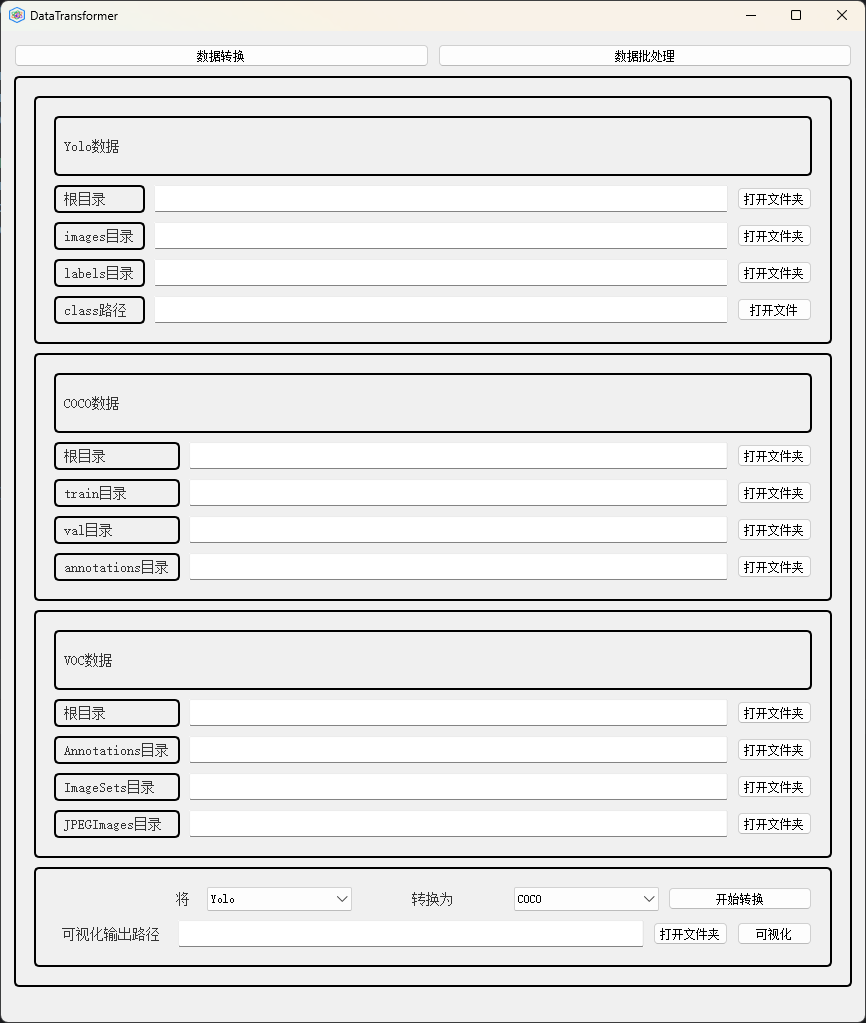 DataTransformer
数据转换 数据批处理
Yolo数据
根目录 打开文件夹
images目录 打开文件夹
labels目录 打开文件夹
class路径 打开文件
COCO数据
根目录 打开文件夹
train目录 打开文件夹
val目录 打开文件夹
annotations目录 打开文件夹
VOC数据
根目录 打开文件夹
Annotations目录 打开文件夹
ImageSets目录 打开文件夹
JPEGImages目录 打开文件夹
将 Yolo 转换为 COCO 开始转换
可视化输出路径 打开文件夹 可视化